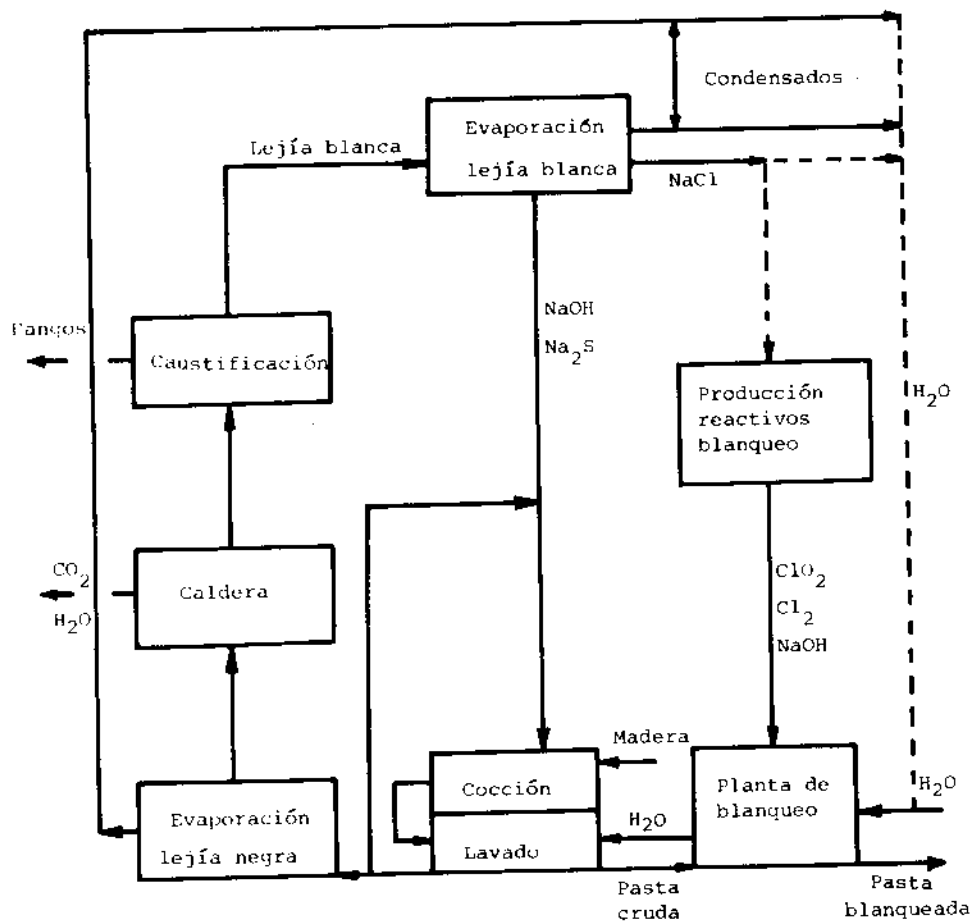 Condensados
Evaporación
lejía blanca
Lejía blanca
NaCl
NaOH
Na2S
Fangos
Caustificación
Producción
reactivos
blanqueo
H2O
CO2
H2O
Caldera
ClO2
Cl2
NaOH
Madera
Cocción
Lavado
H2O
Planta de
blanqueo
H2O
Evaporación
lejía negra
Pasta
cruda
Pasta
blanqueada